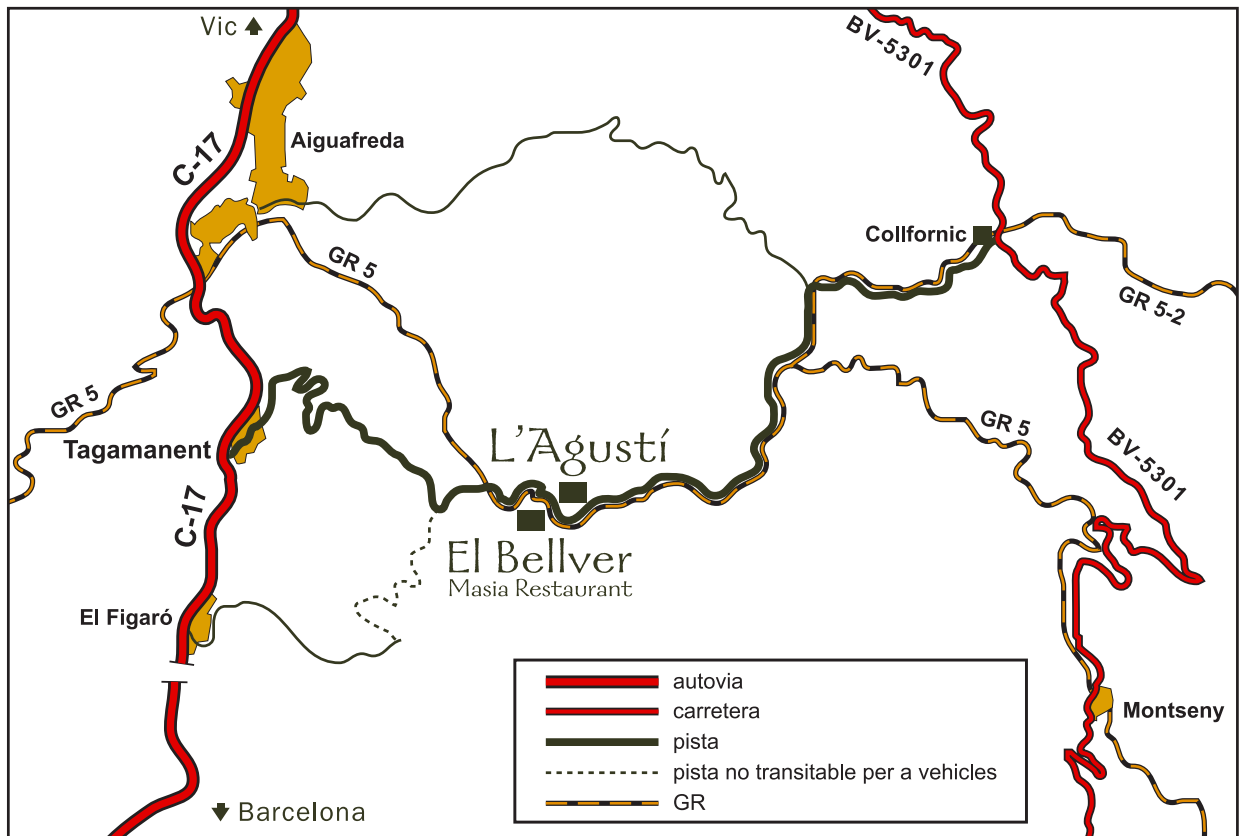 Vic
BV-5301
C-17
Aiguafreda
Collfornic
GR 5
GR 5-2
GR 5
Tagamanent
L'Agustí
GR 5
BV-5301
C-17
El Bellver
Masia Restaurant
El Figaró
autovia
carretera
pista
pista no transitable per a vehicles
GR
Montseny
Barcelona